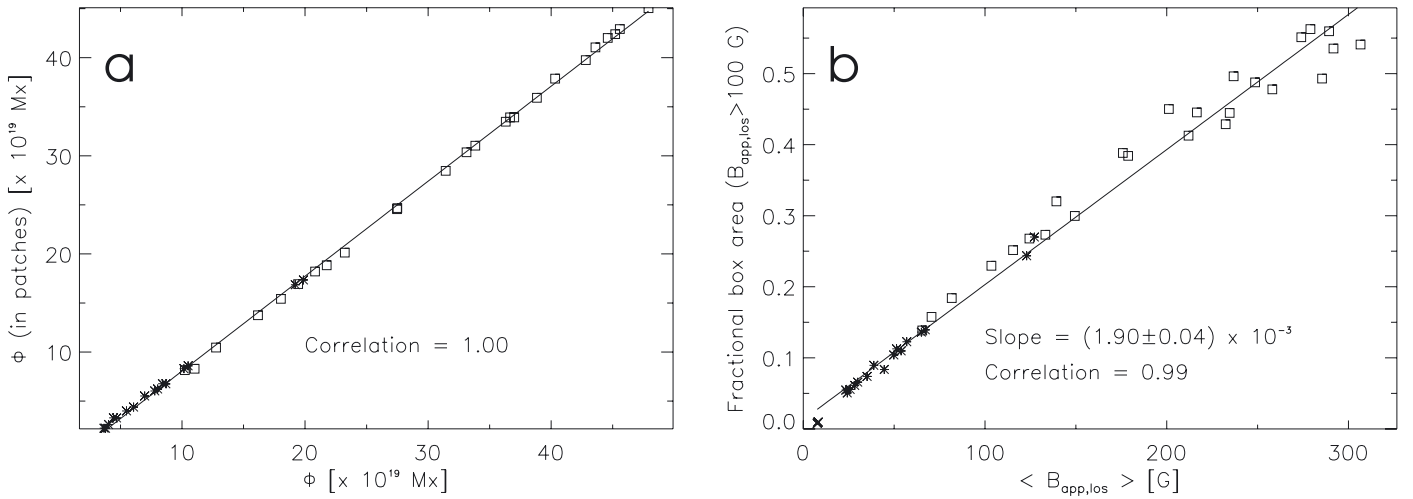 a
ϕ (in patches) [x 10¹⁹ Mx]
40
30
20
10
Correlation = 1.00
10 20 30 40
ϕ [x 10¹⁹ Mx]
b
Fractional box area (B_app,los>100 G)
0.5
0.4
0.3
0.2
0.1
0.0
Slope = (1.90±0.04) x 10⁻³
Correlation = 0.99
0 100 200 300
< B_app,los > [G]